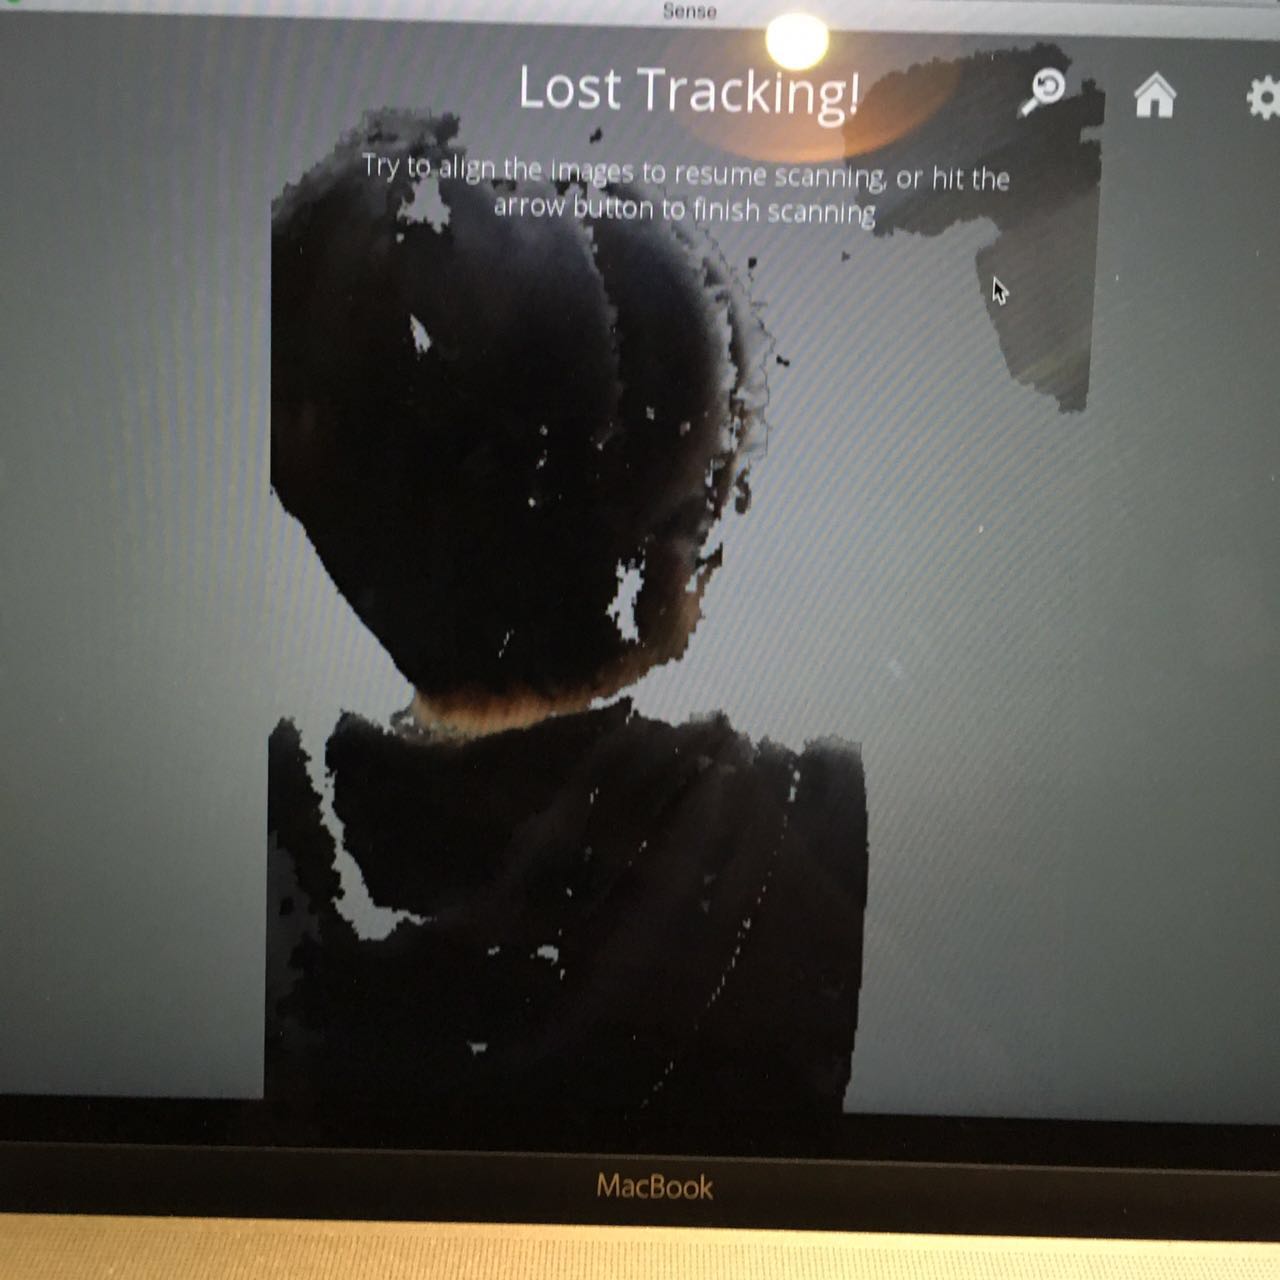 Sense
Lost Tracking!
Try to align the images to resume scanning, or hit the
arrow button to finish scanning
MacBook